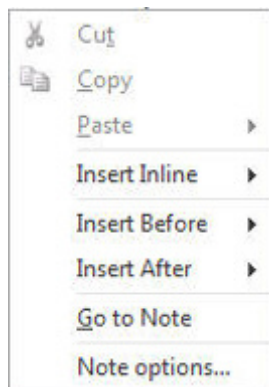 Cut
Copy
Paste
Insert Inline
Insert Before
Insert After
Go to Note
Note options...